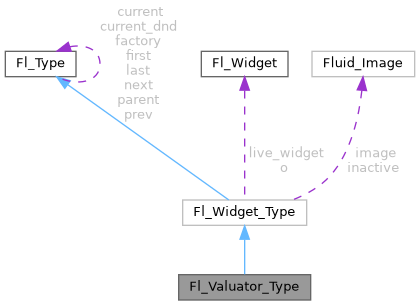 current
current_dnd
factory
first
last
next
parent
prev
Fl_Type
Fl_Widget
Fluid_Image
live_widget
o
image
inactive
Fl_Widget_Type
Fl_Valuator_Type